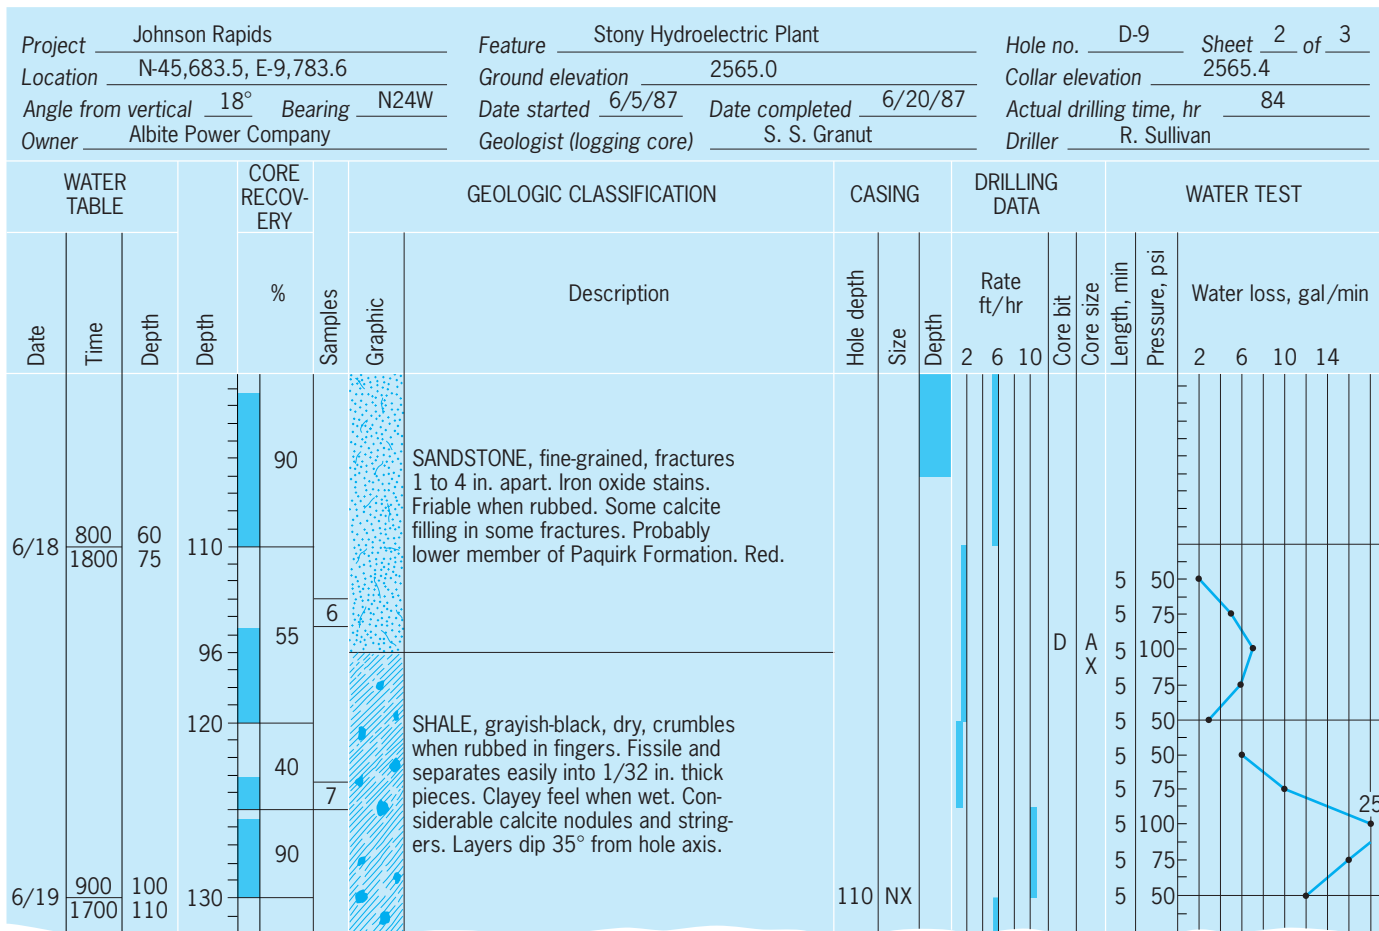 Project Johnson Rapids Feature Stony Hydroelectric Plant Hole no. D-9 Sheet 2 of 3
Location N-45,683.5, E-9,783.6 Ground elevation 2565.0 Collar elevation 2565.4
Angle from vertical 18° Bearing N24W Date started 6/5/87 Date completed 6/20/87 Actual drilling time, hr 84
Owner Albite Power Company Geologist (logging core) S. S. Granut Driller R. Sullivan
WATER
TABLE
CORE
RECOV-
ERY
GEOLOGIC CLASSIFICATION
CASING
DRILLING
DATA
WATER TEST
Date
Time
Depth
Depth
%
Samples
Graphic
Description
Hole depth
Size
Depth
Rate
ft/hr
2 6 10
Core bit
Core size
Length, min
Pressure, psi
Water loss, gal/min
2 6 10 14
90
SANDSTONE, fine-grained, fractures
1 to 4 in. apart. Iron oxide stains.
Friable when rubbed. Some calcite
filling in some fractures. Probably
lower member of Paquirk Formation. Red.
6/18 800 60 110
1800 75
5 50
6
5 75
55
96
D A
X
5 100
5 75
120
5 50
SHALE, grayish-black, dry, crumbles
when rubbed in fingers. Fissile and
separates easily into 1/32 in. thick
pieces. Clayey feel when wet. Con-
siderable calcite nodules and string-
ers. Layers dip 35° from hole axis.
40
5 50
7
5 75
25
5 100
90
5 75
6/19 900 100 130
1700 110
110 NX
5 50